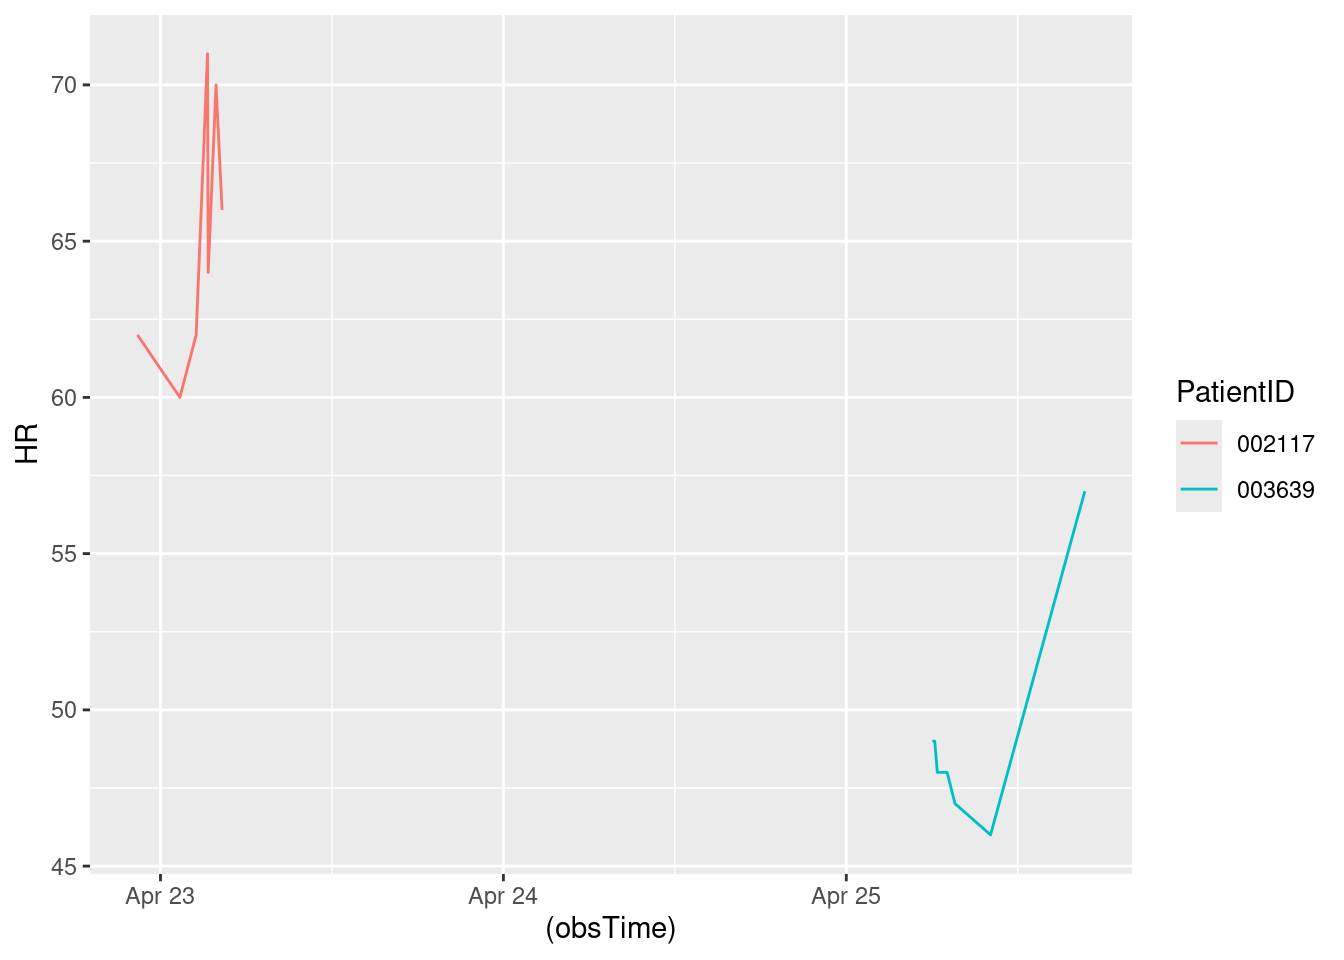 70
65
60
55
50
45
HR
Apr 23
Apr 24
Apr 25
(obsTime)
PatientID
002117
003639